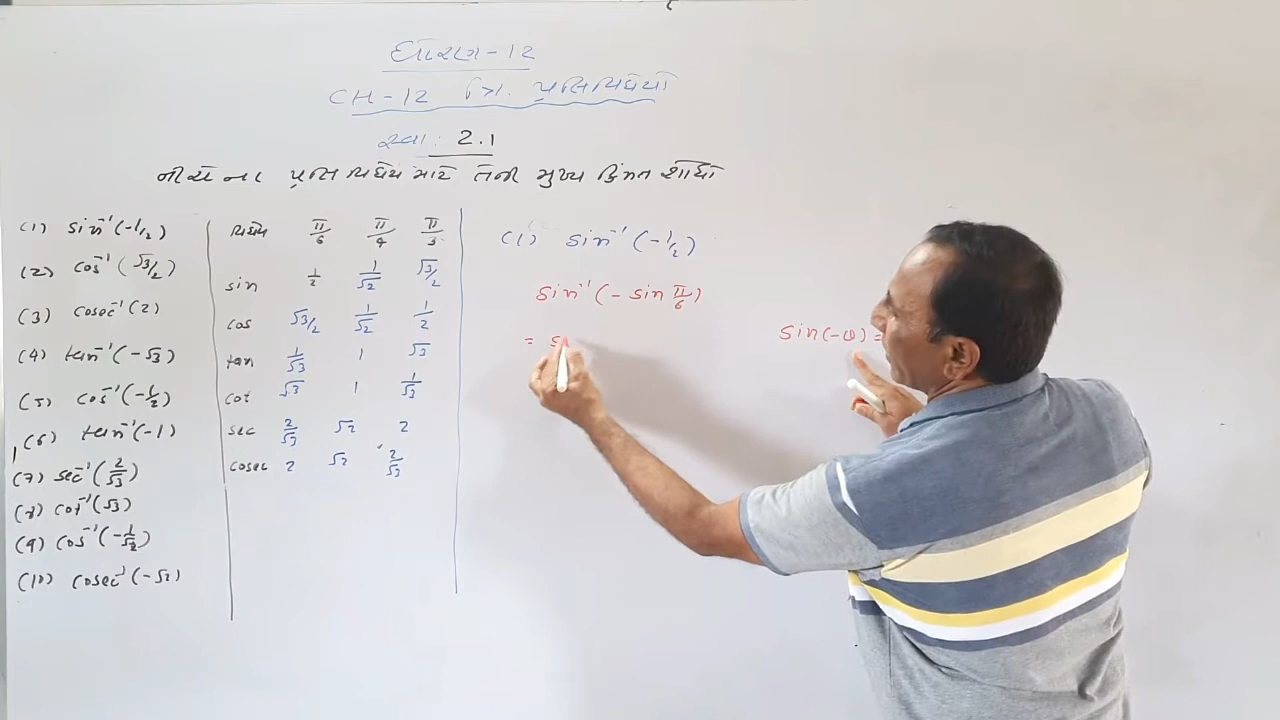 ધોરણ-12
CH-12 ત્રિ. પ્રતિવિધેયો
સ્વા: 2.1
નીચેના પ્રતિવિધેય માટે તેની મુખ્ય કિંમત શોધો
(1) sin⁻¹(-1/2)
(2) cos⁻¹(√3/2)
(3) cosec⁻¹(2)
(4) tan⁻¹(-√3)
(5) cos⁻¹(-1/2)
(6) tan⁻¹(-1)
(7) sec⁻¹(2/√3)
(8) cot⁻¹(√3)
(9) cos⁻¹(-1/√2)
(10) cosec⁻¹(-√2)
વિધેય π/6 π/4 π/3
sin 1/2 1/√2 √3/2
cos √3/2 1/√2 1/2
tan 1/√3 1 √3
cot √3 1 1/√3
sec 2/√3 √2 2
cosec 2 √2 2/√3
(1) sin⁻¹(-1/2)
sin⁻¹(-sin π/6)
= s
sin(-θ) =